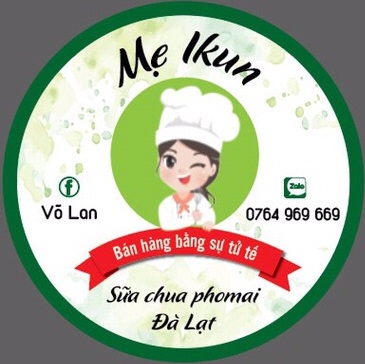 Mẹ Ikun
f
Zalo
Võ Lan
0764 969 669
Bán hàng bằng sự tử tế
Sữa chua phomai
Đà Lạt